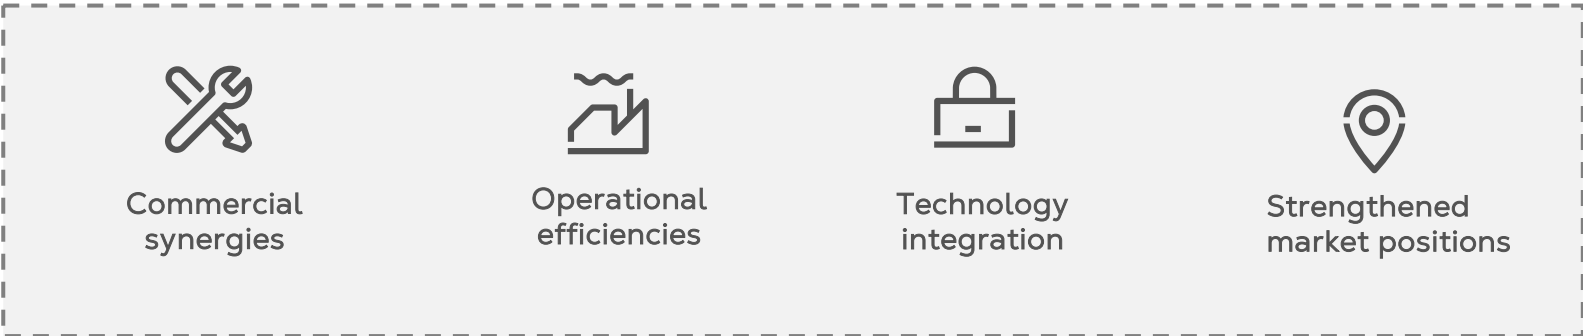 Commercial
synergies
Operational
efficiencies
Technology
integration
Strengthened
market positions